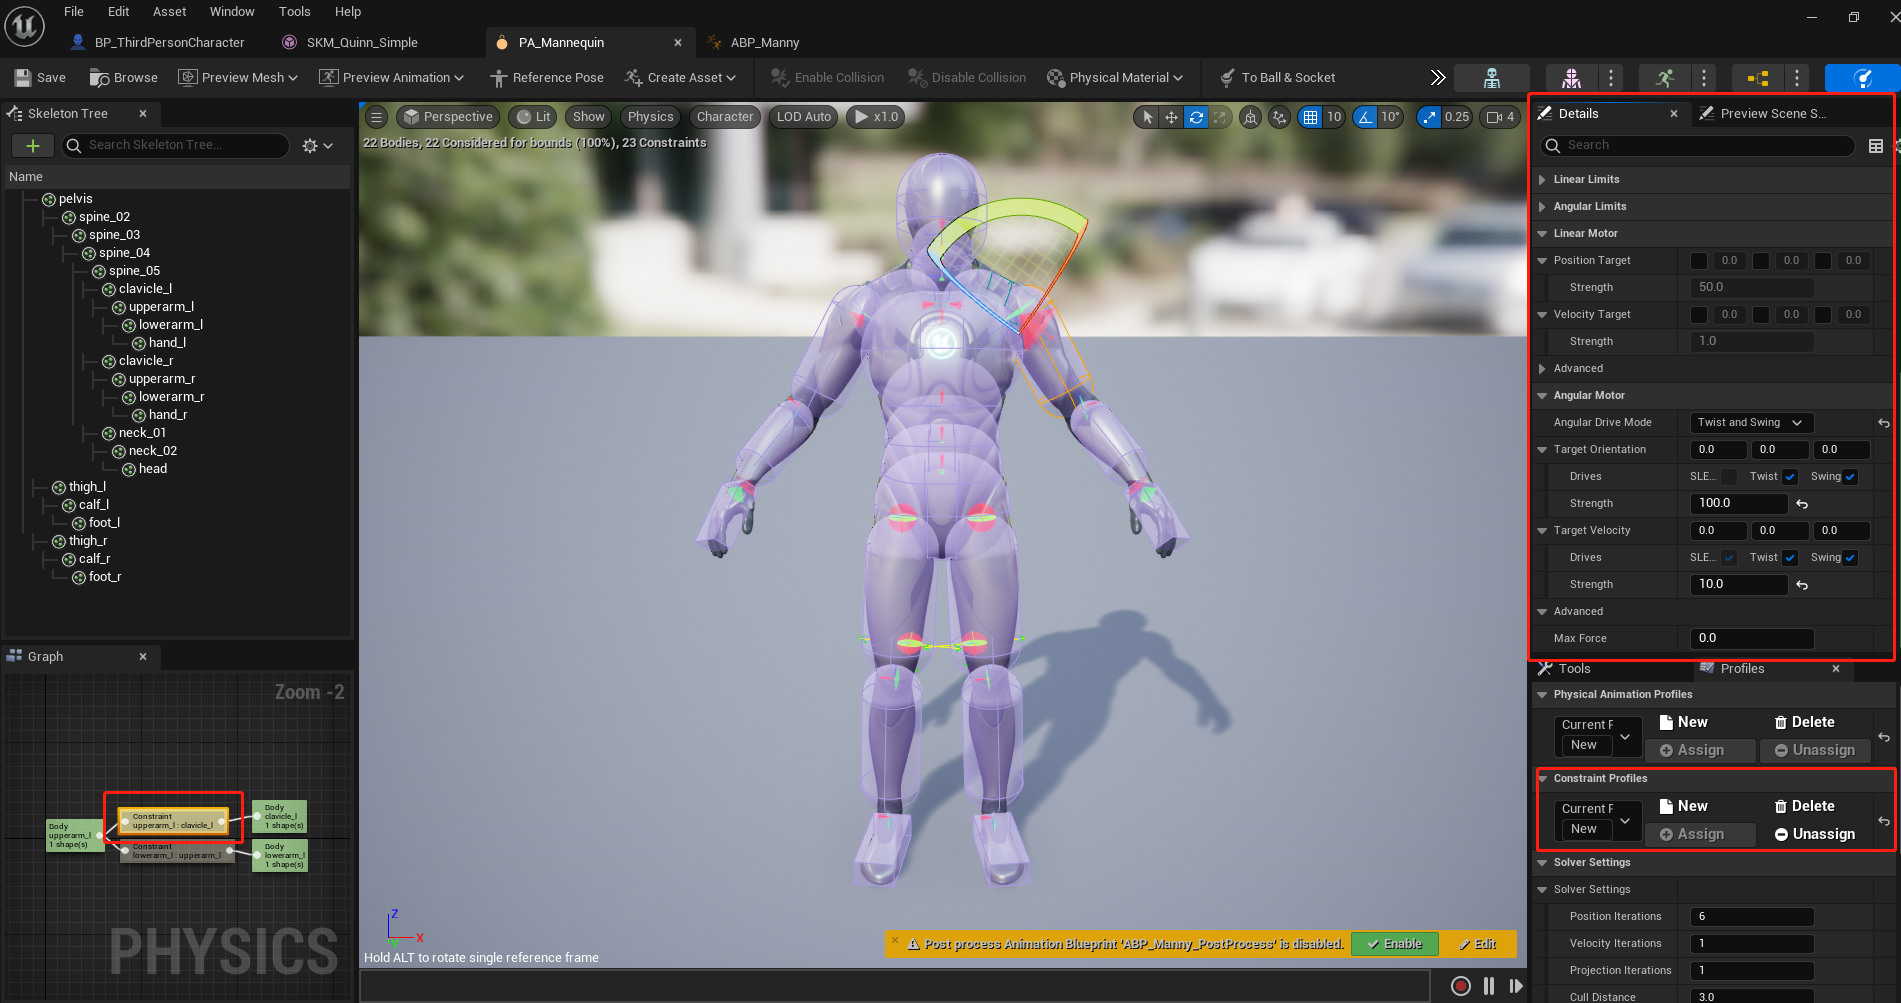 File Edit Asset Window Tools Help
BP_ThirdPersonCharacter SKM_Quinn_Simple PA_Mannequin ABP_Manny
Save Browse Preview Mesh Preview Animation Reference Pose Create Asset Enable Collision Disable Collision Physical Material To Ball & Socket
Skeleton Tree
Search Skeleton Tree...
Name
pelvis
spine_02
spine_03
spine_04
spine_05
clavicle_l
upperarm_l
lowerarm_l
hand_l
clavicle_r
upperarm_r
lowerarm_r
hand_r
neck_01
neck_02
head
thigh_l
calf_l
foot_l
thigh_r
calf_r
foot_r
Graph
Zoom -2
Body
upperarm_l
1 shape(s)
Constraint
upperarm_l : clavicle_l
Constraint
lowerarm_l : upperarm_l
Body
clavicle_l
1 shape(s)
Body
lowerarm_l
1 shape(s)
PHYSICS
Perspective Lit Show Physics Character LOD Auto x1.0 10 10° 0.25 4
22 Bodies, 22 Considered for bounds (100%), 23 Constraints
Z
X
Hold ALT to rotate single reference frame
Post process Animation Blueprint 'ABP_Manny_PostProcess' is disabled. Enable Edit
Details Preview Scene S...
Search
Linear Limits
Angular Limits
Linear Motor
Position Target 0.0 0.0 0.0
Strength 50.0
Velocity Target 0.0 0.0 0.0
Strength 1.0
Advanced
Angular Motor
Angular Drive Mode Twist and Swing
Target Orientation 0.0 0.0 0.0
Drives SLE... Twist Swing
Strength 100.0
Target Velocity 0.0 0.0 0.0
Drives SLE... Twist Swing
Strength 10.0
Advanced
Max Force 0.0
Tools Profiles
Physical Animation Profiles
Current P New Delete
New Assign Unassign
Constraint Profiles
Current P New Delete
New Assign Unassign
Solver Settings
Solver Settings
Position Iterations 6
Velocity Iterations 1
Projection Iterations 1
Cull Distance 3.0